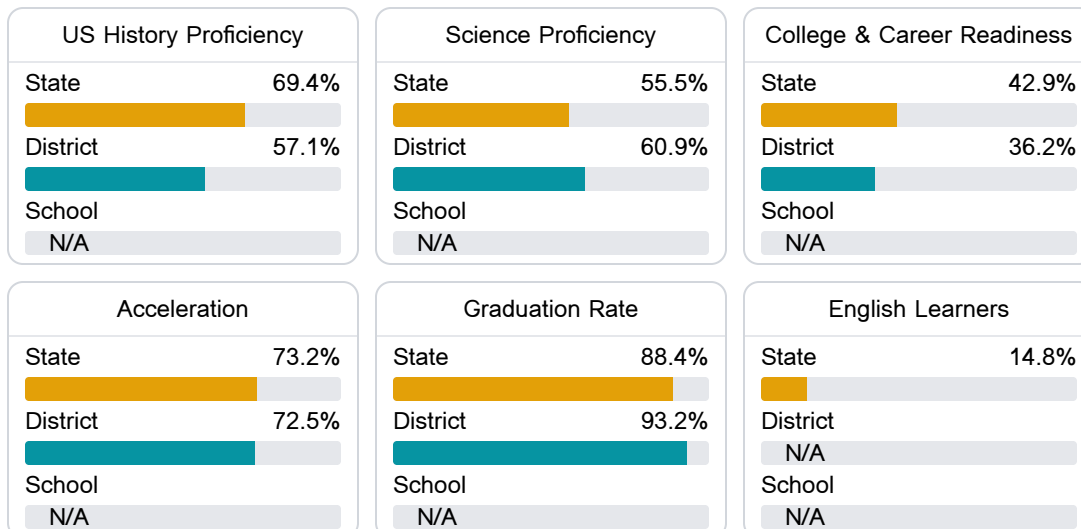 US History Proficiency
State 69.4%
District 57.1%
School
N/A
Science Proficiency
State 55.5%
District 60.9%
School
N/A
College & Career Readiness
State 42.9%
District 36.2%
School
N/A
Acceleration
State 73.2%
District 72.5%
School
N/A
Graduation Rate
State 88.4%
District 93.2%
School
N/A
English Learners
State 14.8%
District
N/A
School
N/A